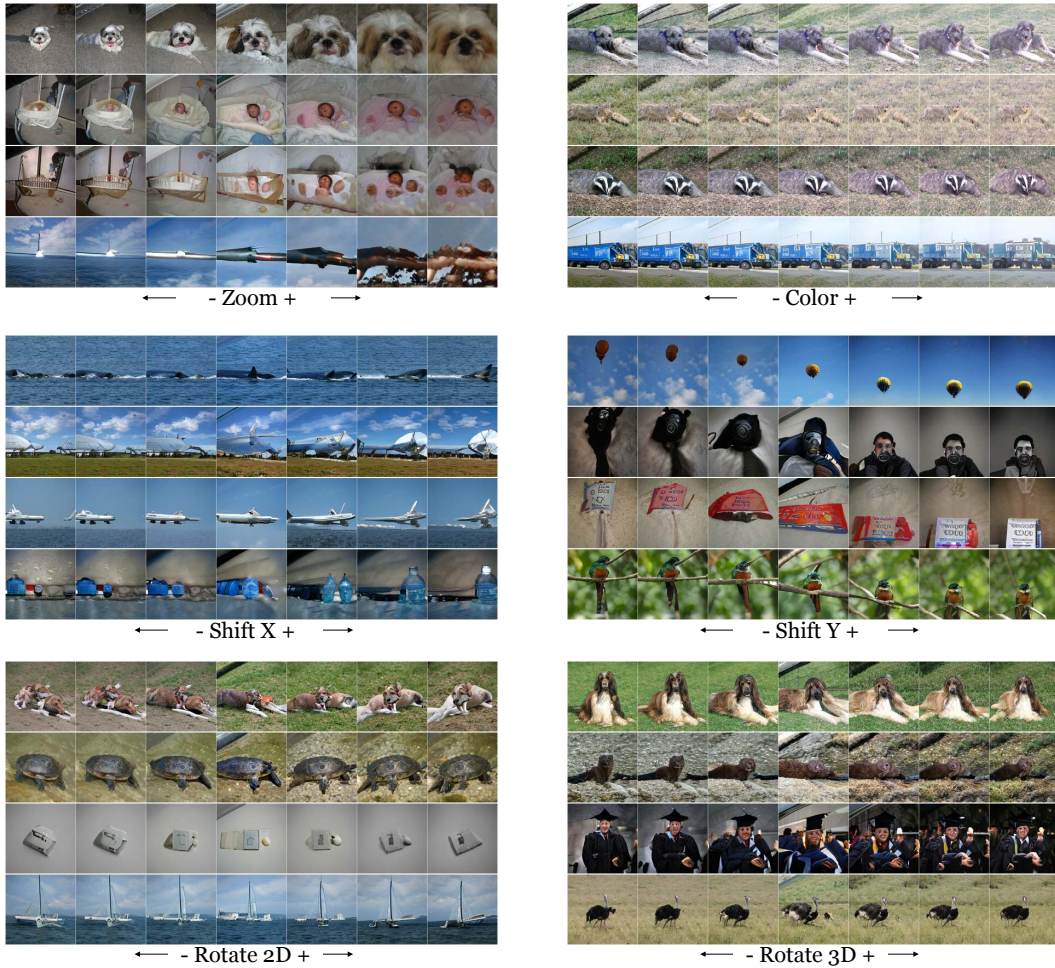 - Zoom +
- Color +
- Shift X +
- Shift Y +
- Rotate 2D +
- Rotate 3D +